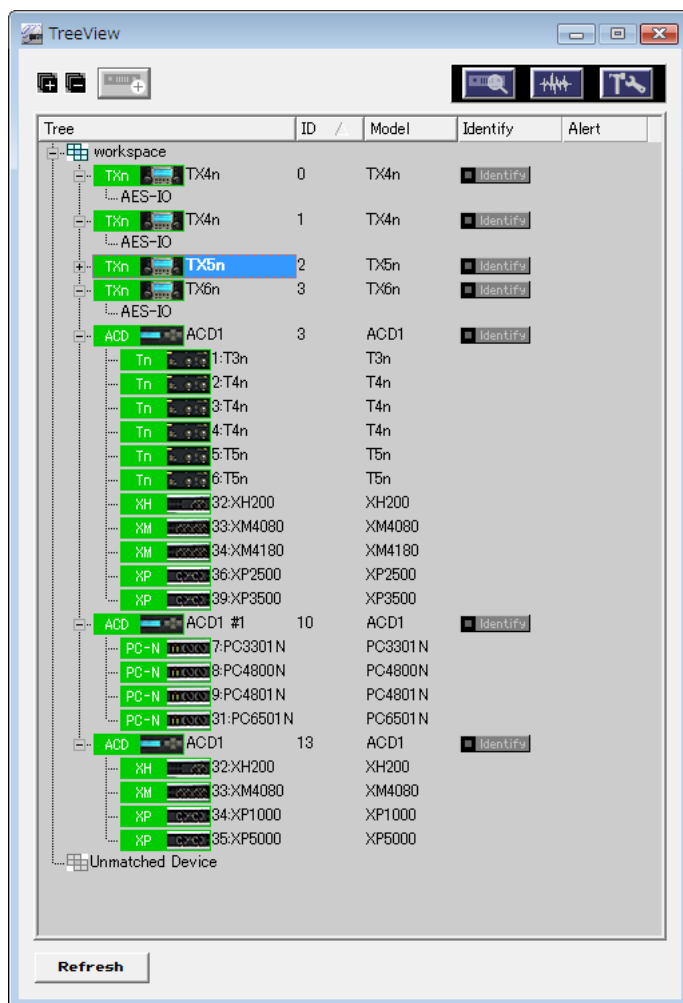 TreeView
Tree ID Model Identify Alert
workspace
TXn TX4n 0 TX4n Identify
AES-IO
TXn TX4n 1 TX4n Identify
AES-IO
TXn TX5n 2 TX5n Identify
TXn TX6n 3 TX6n Identify
AES-IO
ACD ACD1 3 ACD1 Identify
Tn 1:T3n T3n
Tn 2:T4n T4n
Tn 3:T4n T4n
Tn 4:T4n T4n
Tn 5:T5n T5n
Tn 6:T5n T5n
XH 32:XH200 XH200
XM 33:XM4080 XM4080
XM 34:XM4180 XM4180
XP 36:XP2500 XP2500
XP 39:XP3500 XP3500
ACD ACD1 #1 10 ACD1 Identify
PC-N 7:PC3301N PC3301N
PC-N 8:PC4800N PC4800N
PC-N 9:PC4801N PC4801N
PC-N 31:PC6501N PC6501N
ACD ACD1 13 ACD1 Identify
XH 32:XH200 XH200
XM 33:XM4080 XM4080
XP 34:XP1000 XP1000
XP 35:XP5000 XP5000
Unmatched Device
Refresh